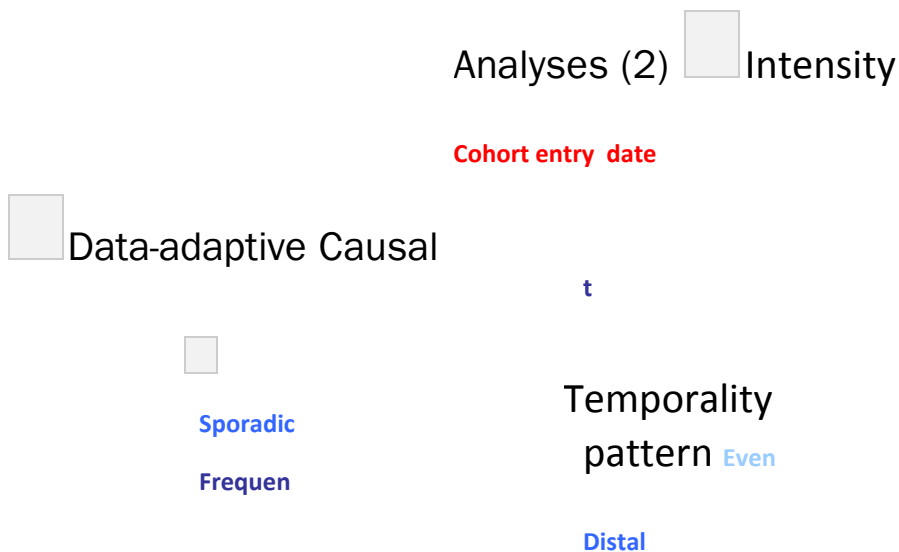 Analyses (2) Intensity
Cohort entry date
Data-adaptive Causal
t
Temporality
Sporadic
pattern Even
Frequen
Distal